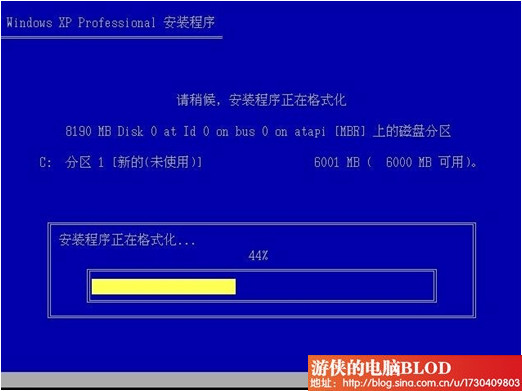 Windows XP Professional 安装程序
请稍候，安装程序正在格式化
8190 MB Disk 0 at Id 0 on bus 0 on atapi [MBR] 上的磁盘分区
C: 分区 1 [新的(未使用)] 6001 MB ( 6000 MB 可用)。
安装程序正在格式化...
44%
游侠的电脑BLOD
地址：http://blog.sina.com.cn/u/1730409803